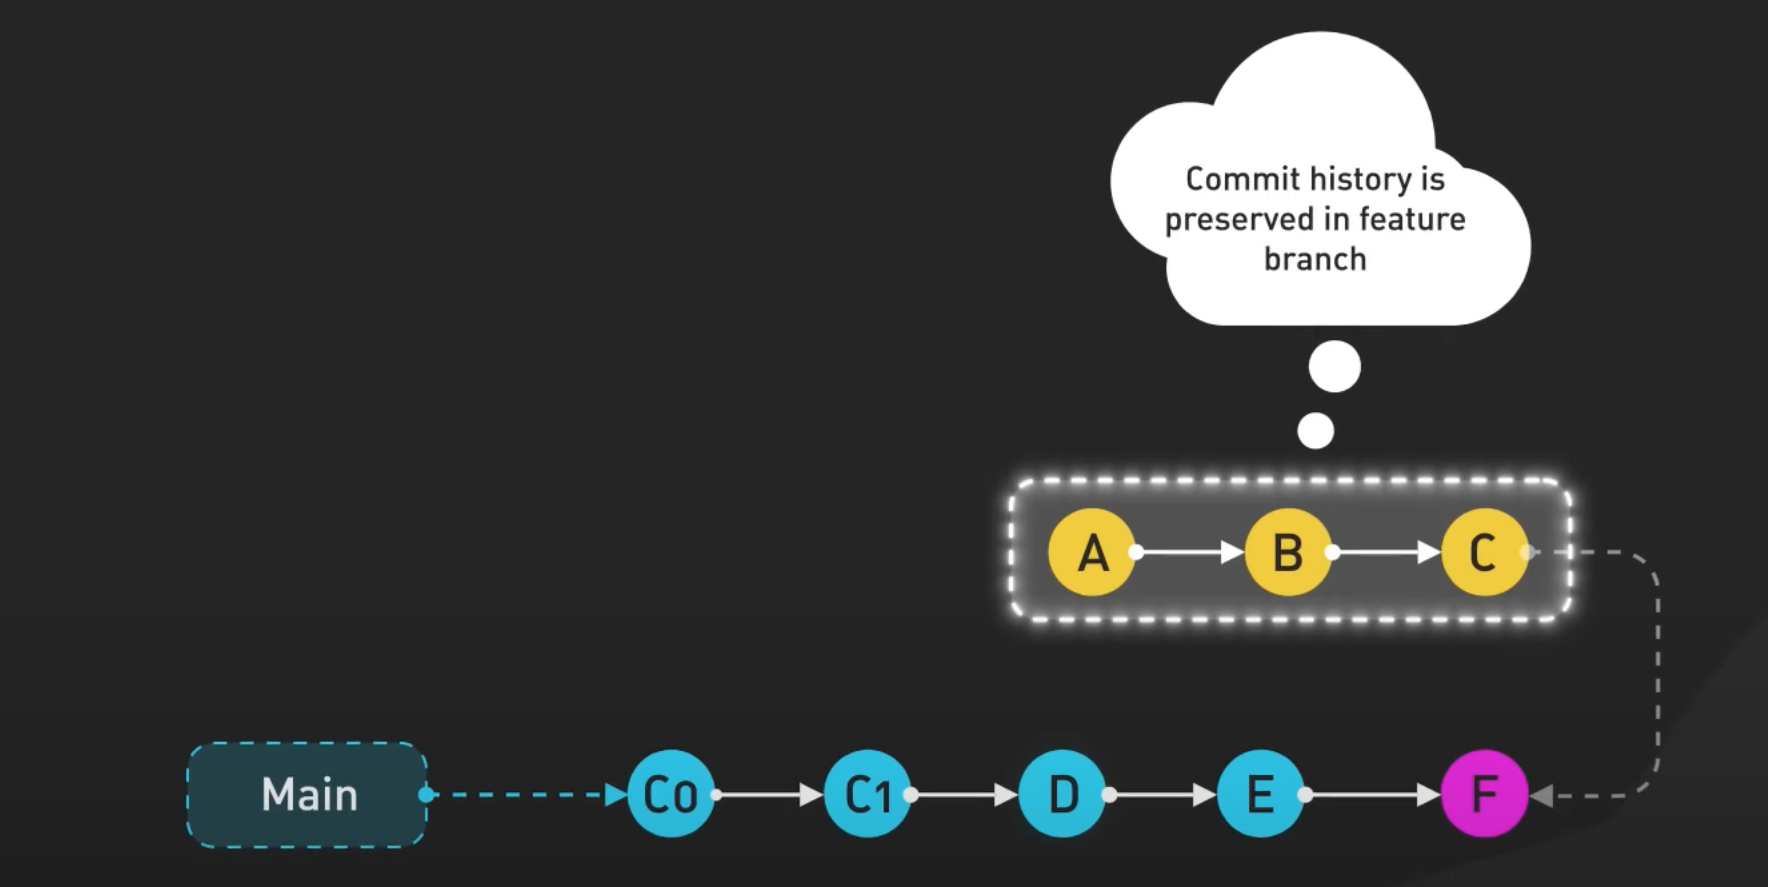 Commit history is
preserved in feature
branch
A
B
C
Main
C0
C1
D
E
F